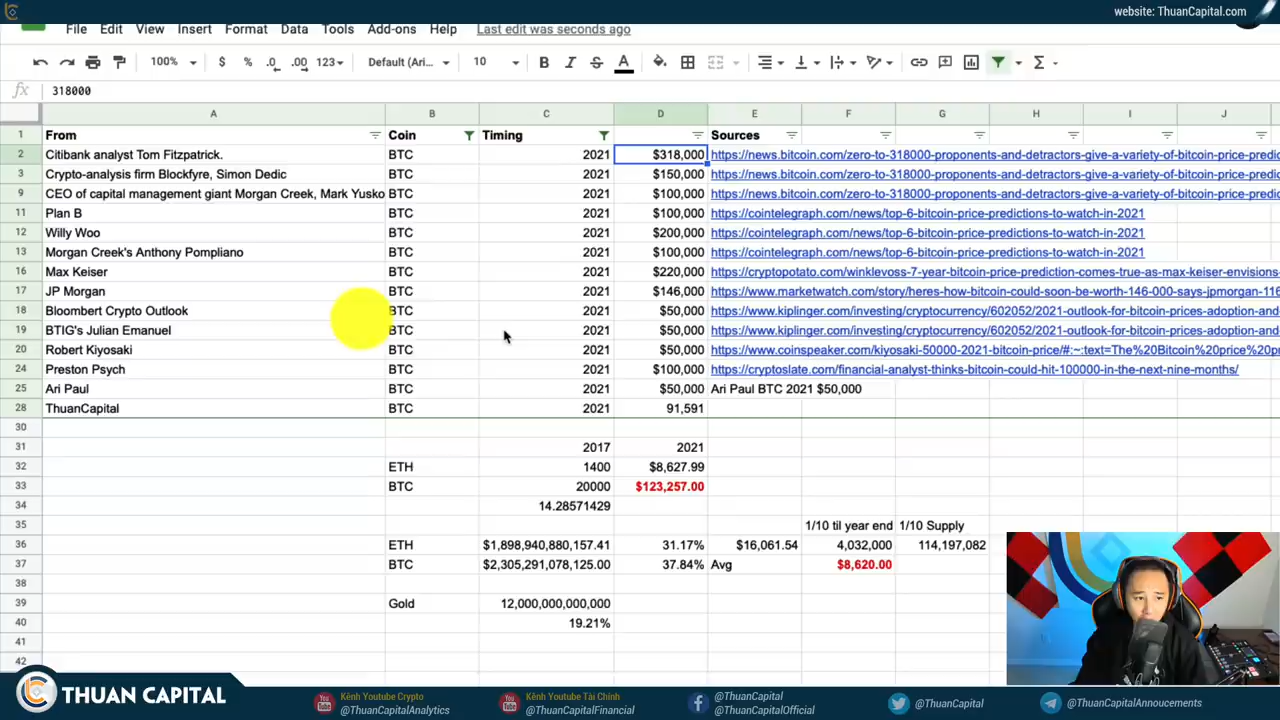 website: ThuanCapital.com
File Edit View Insert Format Data Tools Add-ons Help Last edit was seconds ago
100% $ % .0 .00 123 Default (Ari... 10 B I S A Σ
fx 318000
A B C D E F G H I J
1 From Coin Timing Sources
2 Citibank analyst Tom Fitzpatrick. BTC 2021 $318,000 https://news.bitcoin.com/zero-to-318000-proponents-and-detractors-give-a-variety-of-bitcoin-price-predic
3 Crypto-analysis firm Blockfyre, Simon Dedic BTC 2021 $150,000 https://news.bitcoin.com/zero-to-318000-proponents-and-detractors-give-a-variety-of-bitcoin-price-predic
9 CEO of capital management giant Morgan Creek, Mark Yusko BTC 2021 $100,000 https://news.bitcoin.com/zero-to-318000-proponents-and-detractors-give-a-variety-of-bitcoin-price-predic
11 Plan B BTC 2021 $100,000 https://cointelegraph.com/news/top-6-bitcoin-price-predictions-to-watch-in-2021
12 Willy Woo BTC 2021 $200,000 https://cointelegraph.com/news/top-6-bitcoin-price-predictions-to-watch-in-2021
13 Morgan Creek's Anthony Pompliano BTC 2021 $100,000 https://cointelegraph.com/news/top-6-bitcoin-price-predictions-to-watch-in-2021
16 Max Keiser BTC 2021 $220,000 https://cryptopotato.com/winklevoss-7-year-bitcoin-price-prediction-comes-true-as-max-keiser-envisions-
17 JP Morgan BTC 2021 $146,000 https://www.marketwatch.com/story/heres-how-bitcoin-could-soon-be-worth-146-000-says-jpmorgan-116
18 Bloombert Crypto Outlook BTC 2021 $50,000 https://www.kiplinger.com/investing/cryptocurrency/602052/2021-outlook-for-bitcoin-prices-adoption-and-
19 BTIG's Julian Emanuel BTC 2021 $50,000 https://www.kiplinger.com/investing/cryptocurrency/602052/2021-outlook-for-bitcoin-prices-adoption-and-
20 Robert Kiyosaki BTC 2021 $50,000 https://www.coinspeaker.com/kiyosaki-50000-2021-bitcoin-price/#:~:text=The%20Bitcoin%20price%20p
24 Preston Psych BTC 2021 $100,000 https://cryptoslate.com/financial-analyst-thinks-bitcoin-could-hit-100000-in-the-next-nine-months/
25 Ari Paul BTC 2021 $50,000 Ari Paul BTC 2021 $50,000
28 ThuanCapital BTC 2021 91,591
30
31 2017 2021
32 ETH 1400 $8,627.99
33 BTC 20000 $123,257.00
34 14.28571429
35 1/10 til year end 1/10 Supply
36 ETH $1,898,940,880,157.41 31.17% $16,061.54 4,032,000 114,197,082
37 BTC $2,305,291,078,125.00 37.84% Avg $8,620.00
38
39 Gold 12,000,000,000,000
40 19.21%
41
42
THUAN CAPITAL
Kênh Youtube Crypto
@ThuanCapitalAnalytics
Kênh Youtube Tài Chính
@ThuanCapitalFinancial
@ThuanCapital
@ThuanCapitalOfficial
@ThuanCapital
@ThuanCapitalAnnoucements